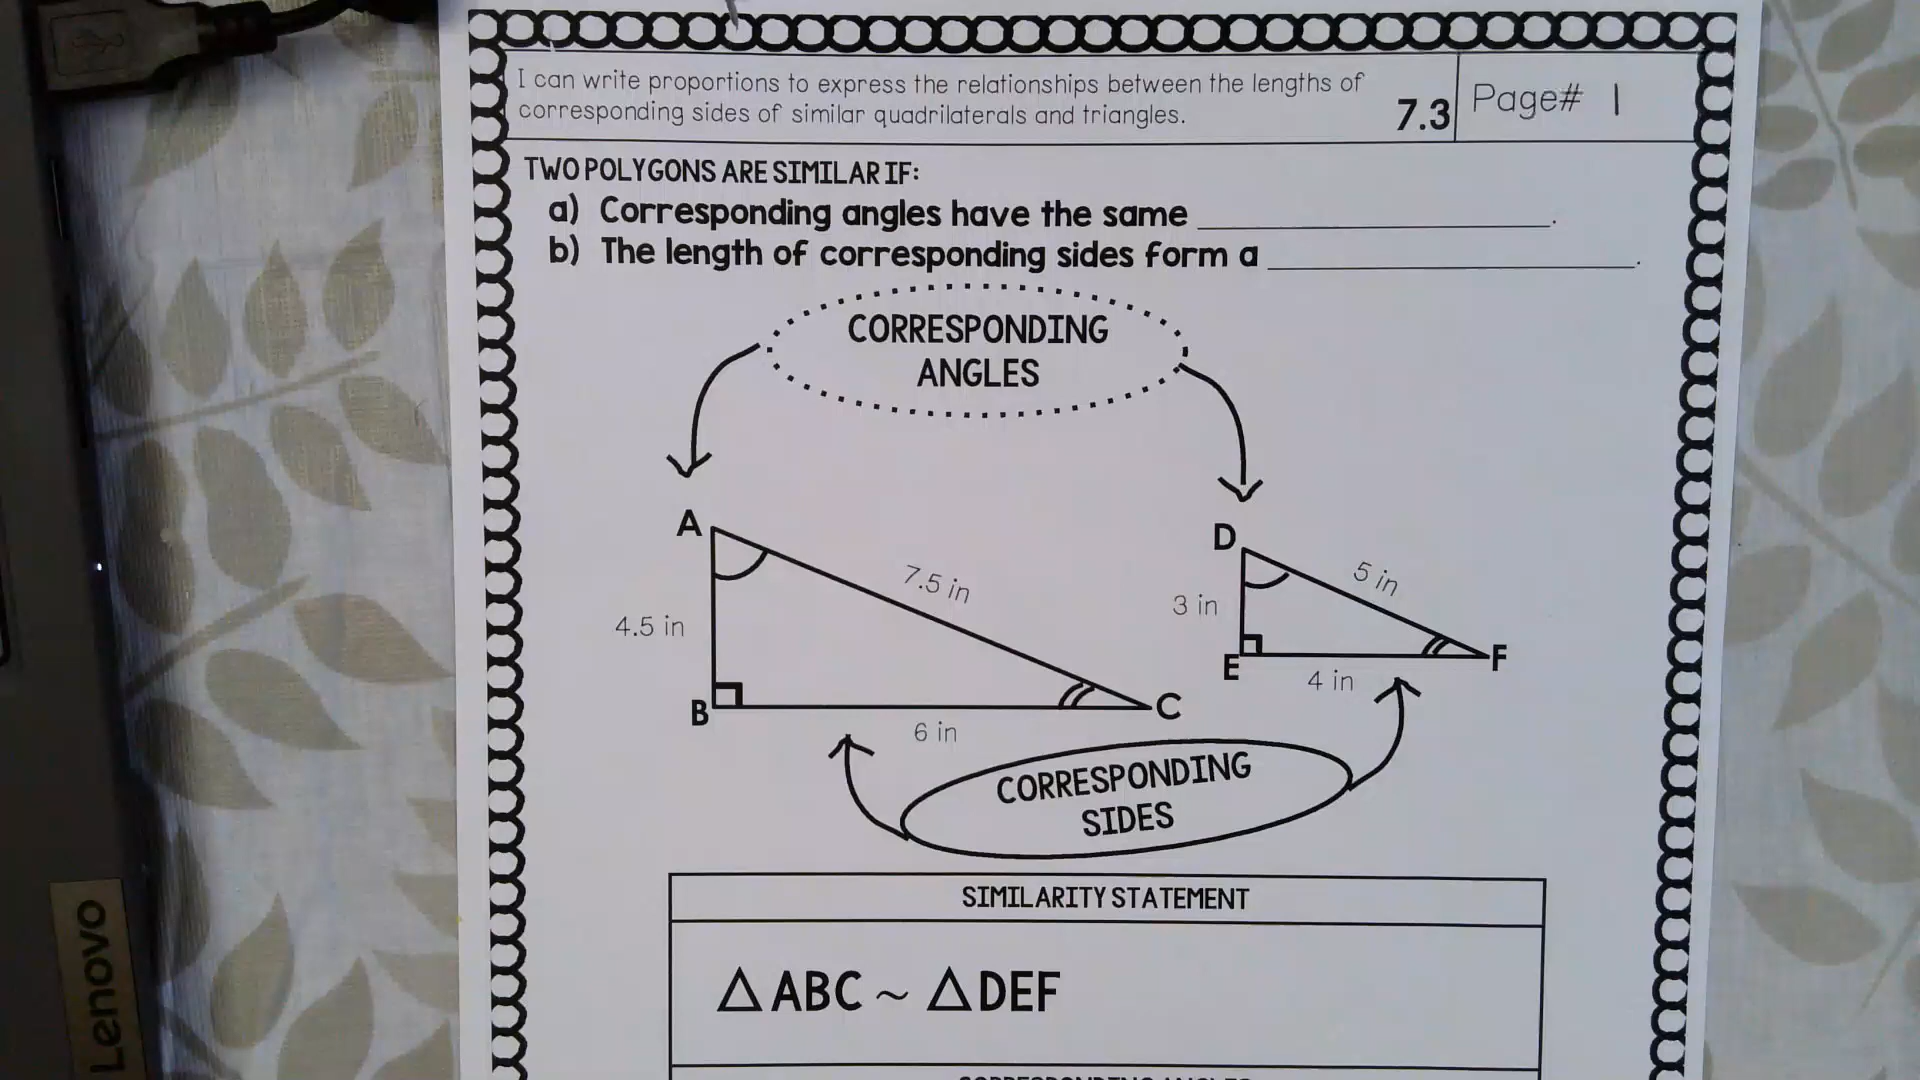 I can write proportions to express the relationships between the lengths of
corresponding sides of similar quadrilaterals and triangles.
7.3
Page# 1
TWO POLYGONS ARE SIMILAR IF:
a) Corresponding angles have the same ____________.
b) The length of corresponding sides form a ____________.
CORRESPONDING
ANGLES
A
7.5 in
4.5 in
B
6 in
C
D
5 in
3 in
E
4 in
F
CORRESPONDING
SIDES
SIMILARITY STATEMENT
△ABC ~ △DEF
Lenovo